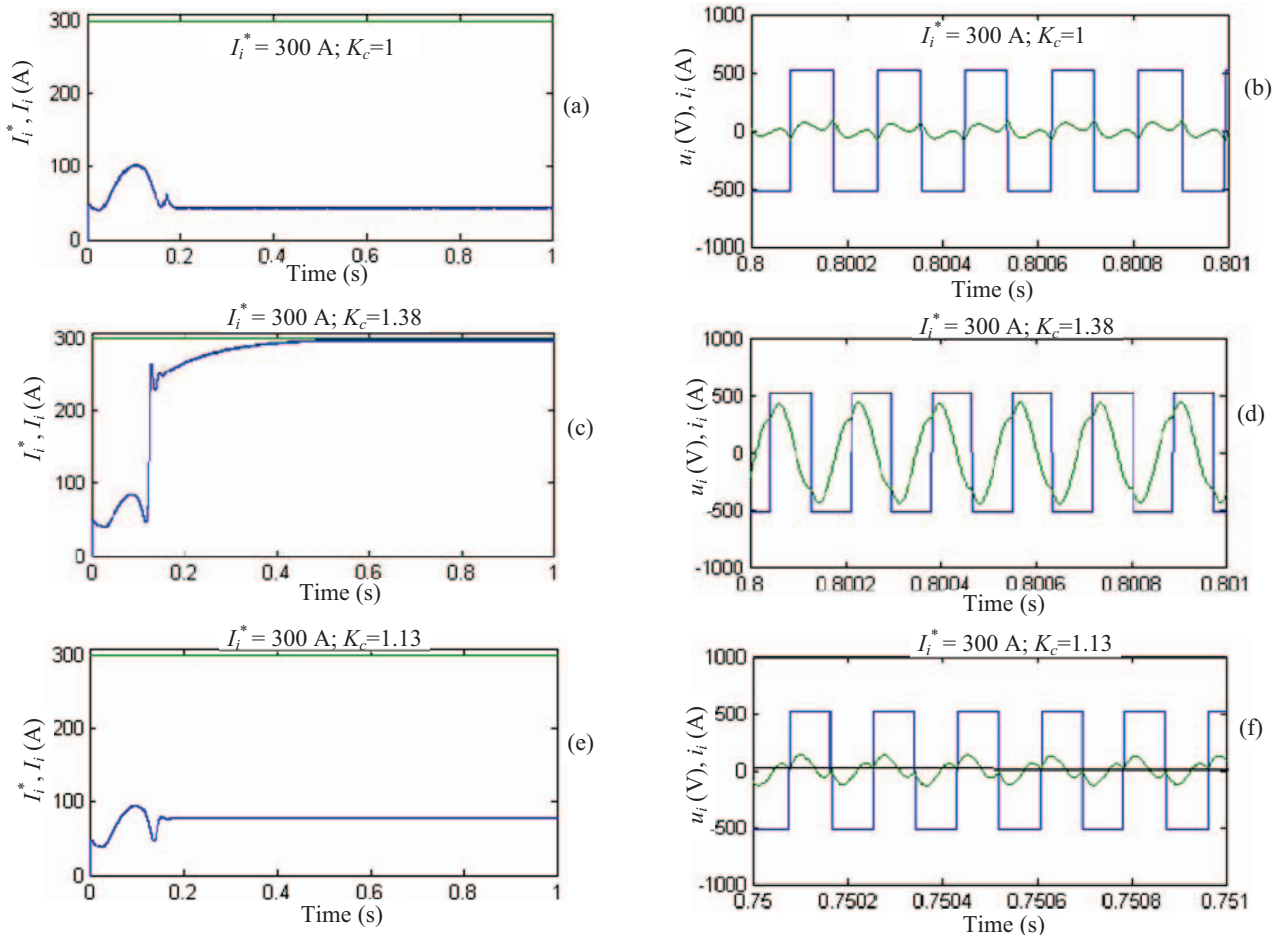 I_i^* = 300 A; K_c=1
I_i^*, I_i (A)
300
200
100
0
0 0.2 0.4 0.6 0.8 1
Time (s)
(a)
I_i^* = 300 A; K_c=1
u_i (V), i_i (A)
1000
500
0
-500
-1000
0.8 0.8002 0.8004 0.8006 0.8008 0.801
Time (s)
(b)
I_i^* = 300 A; K_c=1.38
I_i^*, I_i (A)
300
200
100
0
0 0.2 0.4 0.6 0.8 1
Time (s)
(c)
I_i^* = 300 A; K_c=1.38
u_i (V), i_i (A)
1000
500
0
-500
-1000
0.8 0.8002 0.8004 0.8006 0.8008 0.801
Time (s)
(d)
I_i^* = 300 A; K_c=1.13
I_i^*, I_i (A)
300
200
100
0
0 0.2 0.4 0.6 0.8 1
Time (s)
(e)
I_i^* = 300 A; K_c=1.13
u_i (V), i_i (A)
1000
500
0
-500
-1000
0.75 0.7502 0.7504 0.7506 0.7508 0.751
Time (s)
(f)